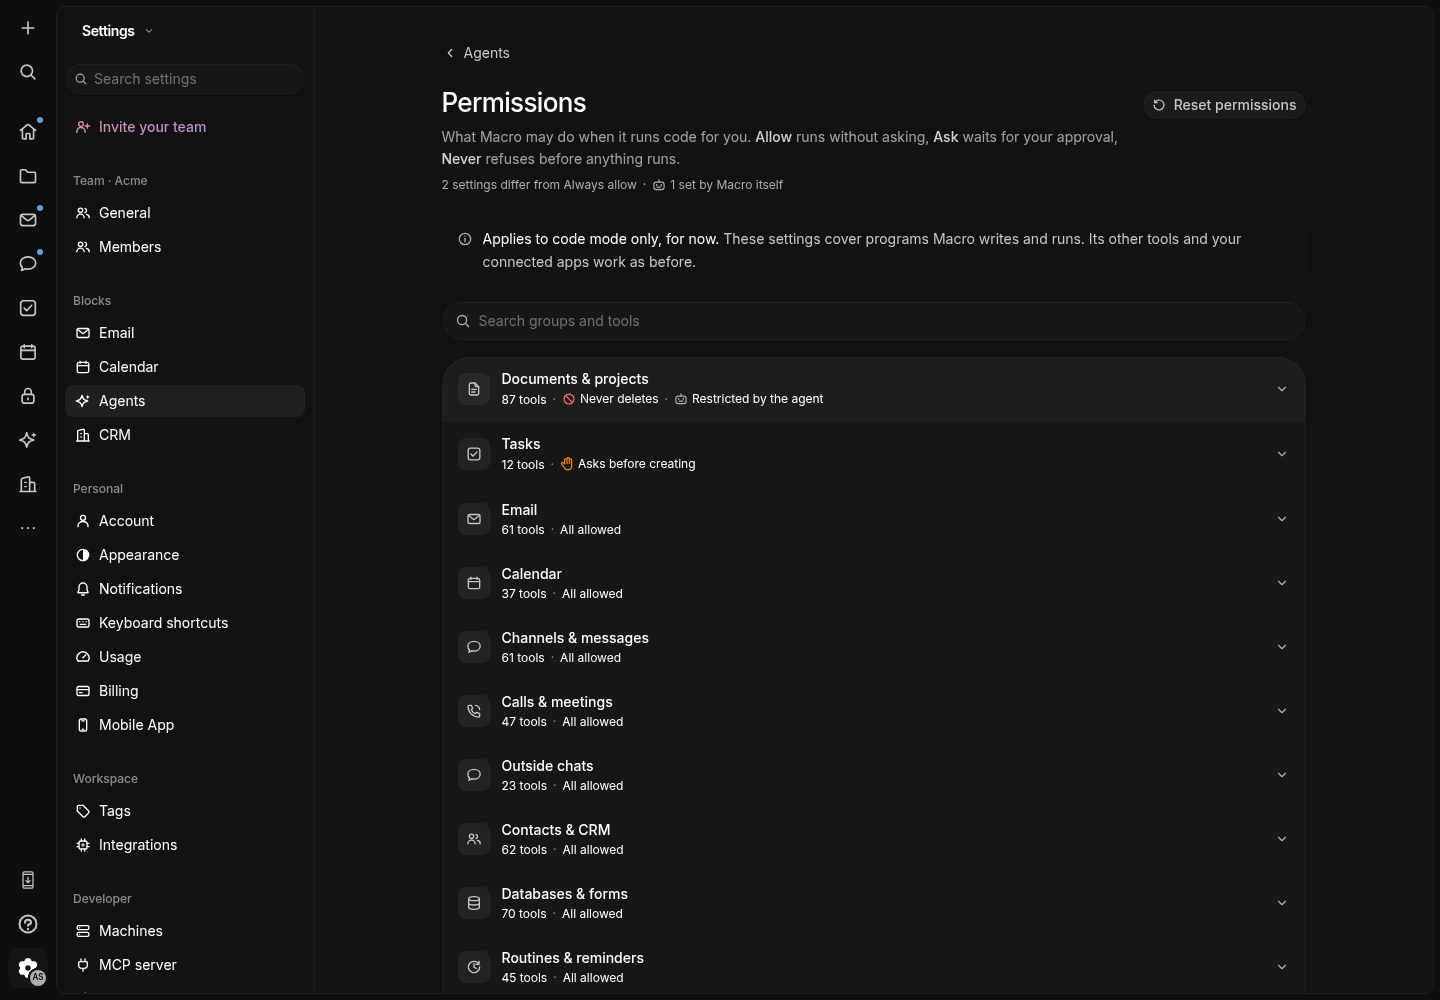 Settings
Search settings
Invite your team
Team · Acme
General
Members
Blocks
Email
Calendar
Agents
CRM
Personal
Account
Appearance
Notifications
Keyboard shortcuts
Usage
Billing
Mobile App
Workspace
Tags
Integrations
Developer
Machines
MCP server
AS
Agents
Permissions
Reset permissions
What Macro may do when it runs code for you. Allow runs without asking, Ask waits for your approval,
Never refuses before anything runs.
2 settings differ from Always allow · 1 set by Macro itself
Applies to code mode only, for now. These settings cover programs Macro writes and runs. Its other tools and your
connected apps work as before.
Search groups and tools
Documents & projects
87 tools · Never deletes · Restricted by the agent
Tasks
12 tools · Asks before creating
Email
61 tools · All allowed
Calendar
37 tools · All allowed
Channels & messages
61 tools · All allowed
Calls & meetings
47 tools · All allowed
Outside chats
23 tools · All allowed
Contacts & CRM
62 tools · All allowed
Databases & forms
70 tools · All allowed
Routines & reminders
45 tools · All allowed